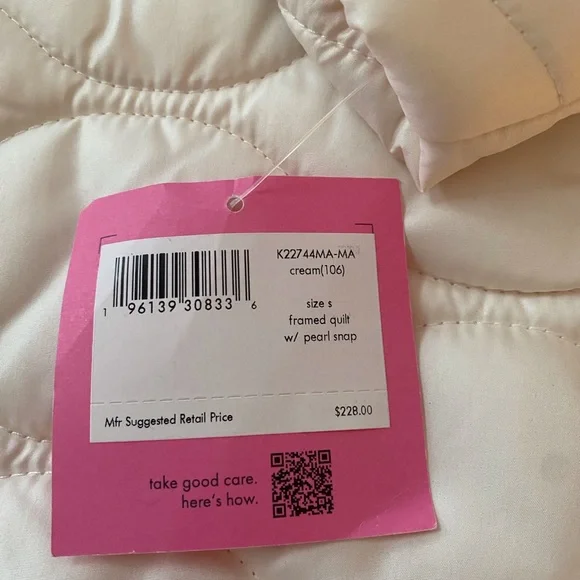 K22744MA-MA
cream(106)
1 96139 30833 6
size s
framed quilt
w/ pearl snap
Mfr Suggested Retail Price $228.00
take good care.
here's how.